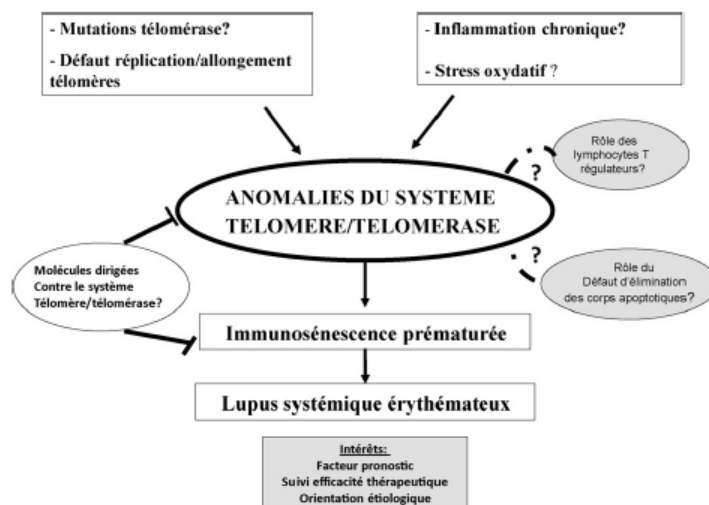 - Mutations télomérase?
- Défaut réplication/allongement
télomères
- Inflammation chronique?
- Stress oxydatif ?
Rôle des
lymphocytes T
régulateurs?
?
ANOMALIES DU SYSTEME
TELOMERE/TELOMERASE
?
Molécules dirigées
Contre le système
Télomère/télomérase?
Rôle du
Défaut d'élimination
des corps apoptotiques?
Immunosénescence prématurée
Lupus systémique érythémateux
Intérêts:
Facteur pronostic
Suivi efficacité thérapeutique
Orientation étiologique